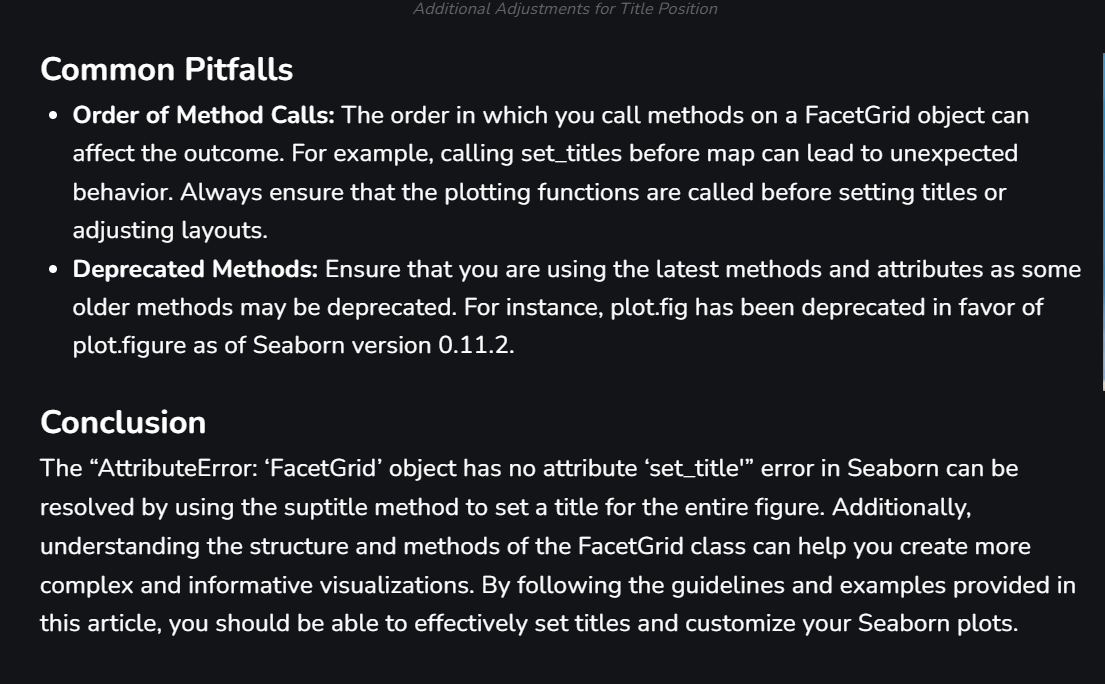 Additional Adjustments for Title Position
Common Pitfalls
• Order of Method Calls: The order in which you call methods on a FacetGrid object can
affect the outcome. For example, calling set_titles before map can lead to unexpected
behavior. Always ensure that the plotting functions are called before setting titles or
adjusting layouts.
• Deprecated Methods: Ensure that you are using the latest methods and attributes as some
older methods may be deprecated. For instance, plot.fig has been deprecated in favor of
plot.figure as of Seaborn version 0.11.2.
Conclusion
The “AttributeError: ‘FacetGrid’ object has no attribute ‘set_title'” error in Seaborn can be
resolved by using the suptitle method to set a title for the entire figure. Additionally,
understanding the structure and methods of the FacetGrid class can help you create more
complex and informative visualizations. By following the guidelines and examples provided in
this article, you should be able to effectively set titles and customize your Seaborn plots.